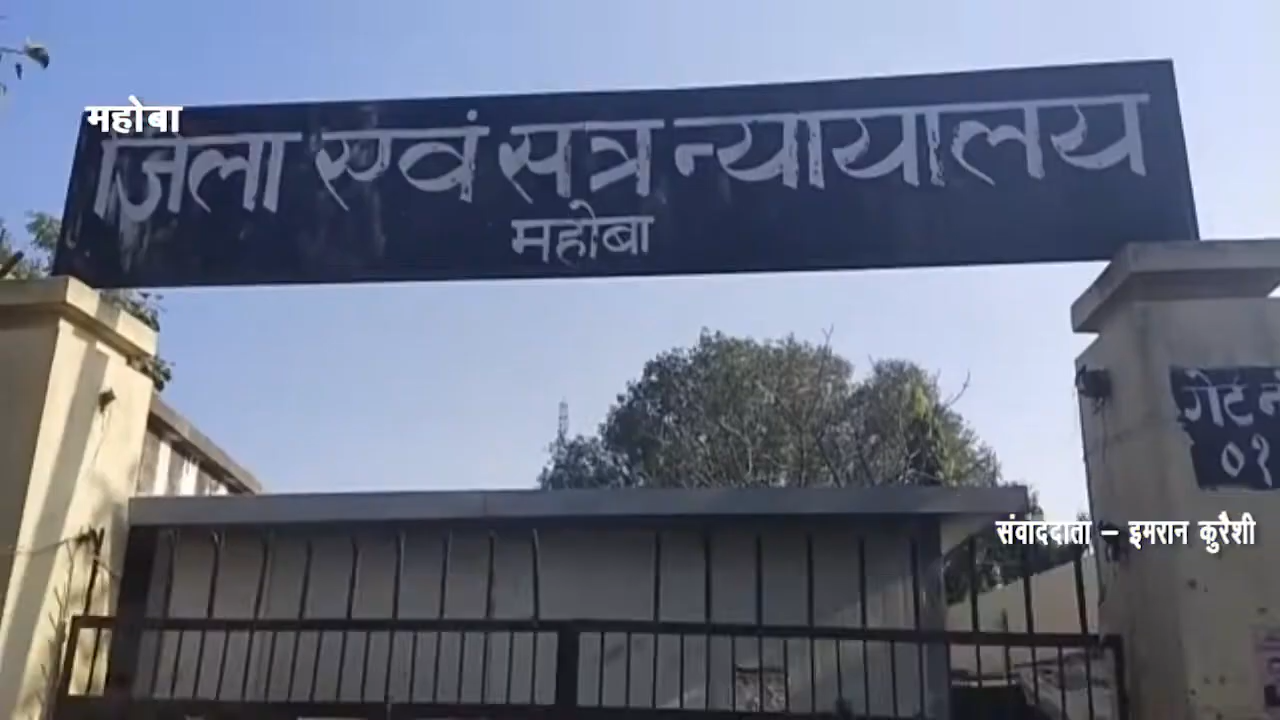 महोबा
जिला एवं सत्र न्यायालय
महोबा
गेट नं
०१
संवाददाता – इमरान कुरैशी